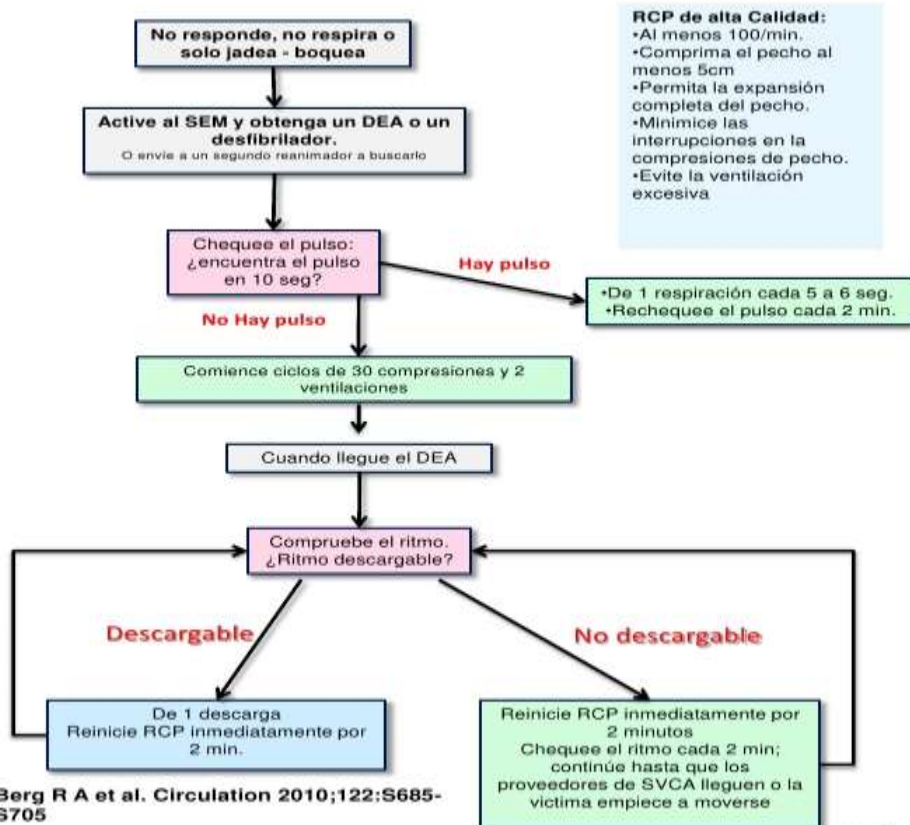 No responde, no respira o
solo jadea - boquea
RCP de alta Calidad:
•Al menos 100/min.
•Comprima el pecho al
menos 5cm
•Permita la expansión
completa del pecho.
•Minimice las
interrupciones en la
compresiones de pecho.
•Evite la ventilación
excesiva
Active al SEM y obtenga un DEA o un
desfibrilador.
O envíe a un segundo reanimador a buscarlo
Chequee el pulso:
¿encuentra el pulso
en 10 seg?
Hay pulso
•De 1 respiración cada 5 a 6 seg.
•Rechequee el pulso cada 2 min.
No Hay pulso
Comience ciclos de 30 compresiones y 2
ventilaciones
Cuando llegue el DEA
Compruebe el ritmo.
¿Ritmo descargable?
Descargable
No descargable
De 1 descarga
Reinicie RCP inmediatamente por
2 min.
Reinicie RCP inmediatamente por
2 minutos
Chequee el ritmo cada 2 min;
continúe hasta que los
proveedores de SVCA lleguen o la
victima empiece a moverse
Berg R A et al. Circulation 2010;122:S685-
S705